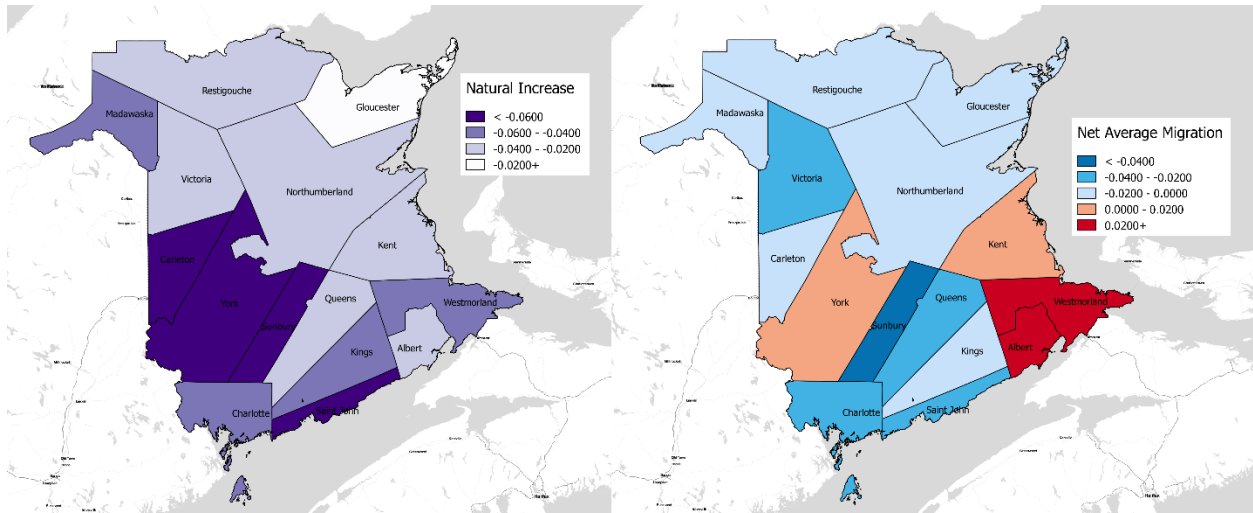 Restigouche
Gloucester
Madawaska
Victoria
Northumberland
Carleton
Kent
York
Sunbury
Queens
Westmorland
Kings
Albert
Charlotte
Saint John
Natural Increase
< -0.0600
-0.0600 - -0.0400
-0.0400 - -0.0200
-0.0200+
Restigouche
Gloucester
Madawaska
Victoria
Northumberland
Carleton
Kent
York
Sunbury
Queens
Westmorland
Kings
Albert
Charlotte
Saint John
Net Average Migration
< -0.0400
-0.0400 - -0.0200
-0.0200 - 0.0000
0.0000 - 0.0200
0.0200+